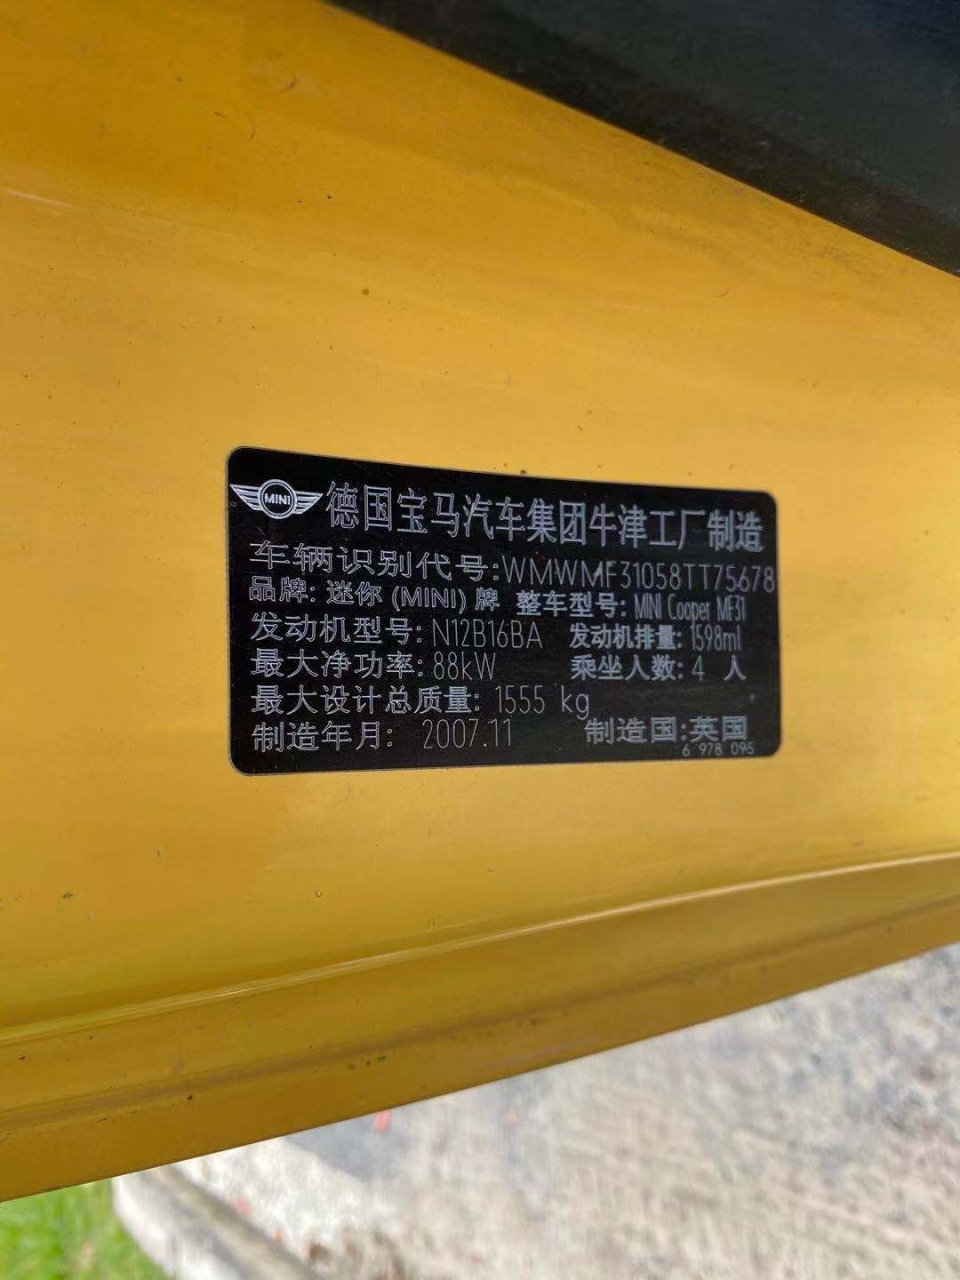 MINI 德国宝马汽车集团牛津工厂制造
车辆识别代号:WMWMF31058TT75678
品牌: 迷你 (MINI) 牌 整车型号: MINI Cooper MF31
发动机型号: N12B16BA 发动机排量: 1598ml
最大净功率: 88kW 乘坐人数: 4 人
最大设计总质量: 1555 kg
制造年月: 2007.11 制造国:英国
6 978 095